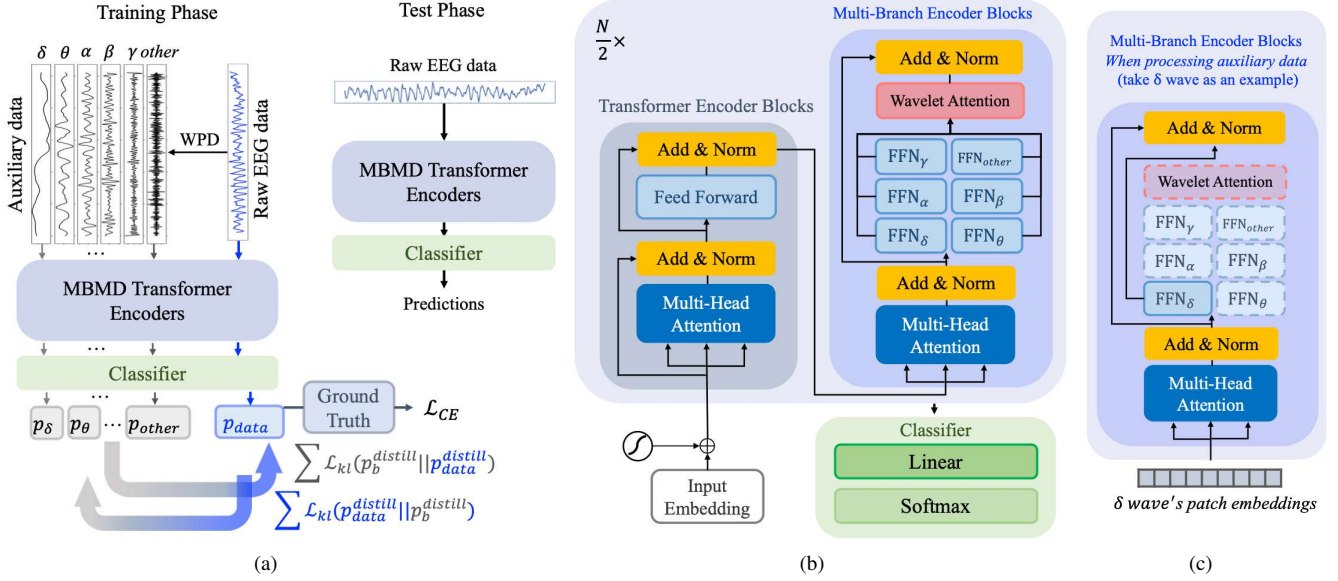 Training Phase
δ θ α β γ other
Auxiliary data
WPD
Raw EEG data
...
MBMD Transformer
Encoders
...
Classifier
p_δ p_θ ... p_other p_data
Ground
Truth
ℒ_CE
∑ ℒ_kl(p_b^distill||p_data^distill)
∑ ℒ_kl(p_data^distill||p_b^distill)
(a)
Test Phase
Raw EEG data
MBMD Transformer
Encoders
Classifier
Predictions
N/2 ×
Transformer Encoder Blocks
Add & Norm
Feed Forward
Add & Norm
Multi-Head
Attention
Input
Embedding
Multi-Branch Encoder Blocks
Add & Norm
Wavelet Attention
FFN_γ FFN_other
FFN_α FFN_β
FFN_δ FFN_θ
Add & Norm
Multi-Head
Attention
Classifier
Linear
Softmax
(b)
Multi-Branch Encoder Blocks
When processing auxiliary data
(take δ wave as an example)
Add & Norm
Wavelet Attention
FFN_γ FFN_other
FFN_α FFN_β
FFN_δ FFN_θ
Add & Norm
Multi-Head
Attention
δ wave's patch embeddings
(c)